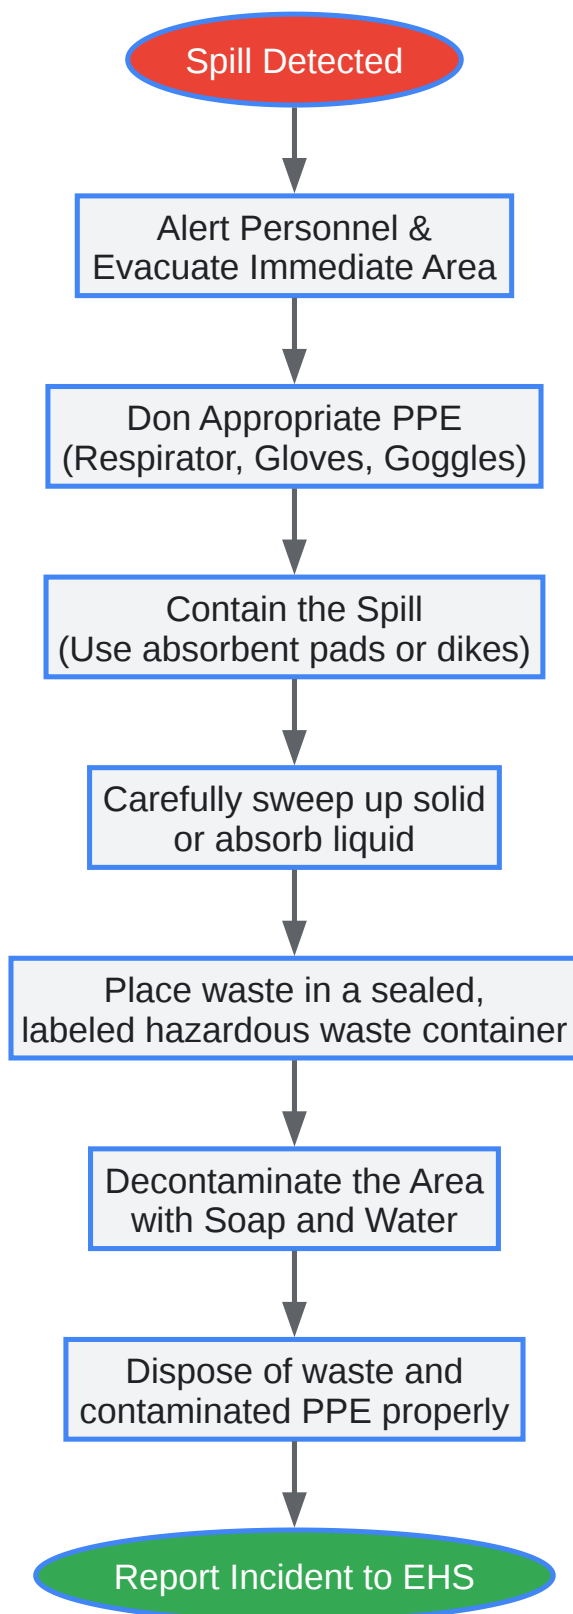 Spill Detected
Alert Personnel &
Evacuate Immediate Area
Don Appropriate PPE
(Respirator, Gloves, Goggles)
Contain the Spill
(Use absorbent pads or dikes)
Carefully sweep up solid
or absorb liquid
Place waste in a sealed,
labeled hazardous waste container
Decontaminate the Area
with Soap and Water
Dispose of waste and
contaminated PPE properly
Report Incident to EHS